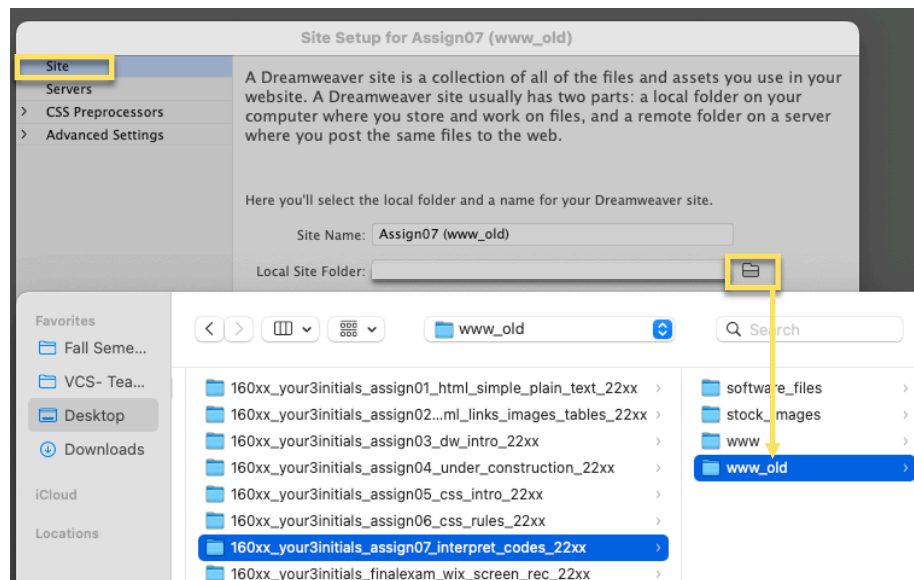 Site Setup for Assign07 (www_old)
Site
Servers
CSS Preprocessors
Advanced Settings
A Dreamweaver site is a collection of all of the files and assets you use in your
website. A Dreamweaver site usually has two parts: a local folder on your
computer where you store and work on files, and a remote folder on a server
where you post the same files to the web.
Here you'll select the local folder and a name for your Dreamweaver site.
Site Name: Assign07 (www_old)
Local Site Folder:
Favorites
Fall Seme...
VCS- Tea...
Desktop
Downloads
iCloud
Locations
www_old
Search
160xx_your3initials_assign01_html_simple_plain_text_22xx
160xx_your3initials_assign02...ml_links_images_tables_22xx
160xx_your3initials_assign03_dw_intro_22xx
160xx_your3initials_assign04_under_construction_22xx
160xx_your3initials_assign05_css_intro_22xx
160xx_your3initials_assign06_css_rules_22xx
160xx_your3initials_assign07_interpret_codes_22xx
160xx_your3initials_finalexam_wix_screen_rec_22xx
software_files
stock_images
www
www_old